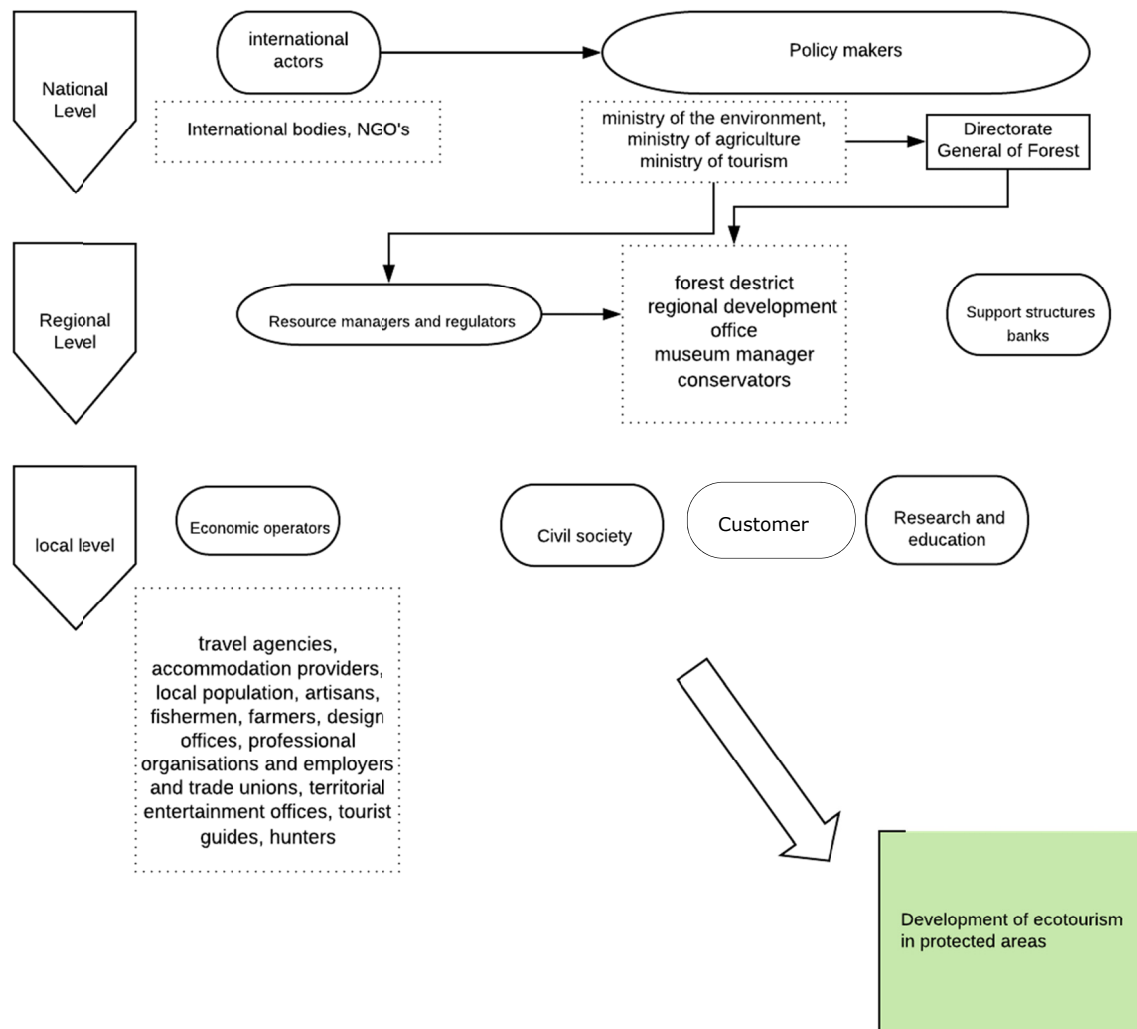 National
Level
international
actors
Policy makers
International bodies, NGO's
ministry of the environment,
ministry of agriculture
ministry of tourism
Directorate
General of Forest
Regional
Level
Resource managers and regulators
forest destrict
regional development
office
museum manager
conservators
Support structures
banks
local level
Economic operators
Civil society
Customer
Research and
education
travel agencies,
accommodation providers,
local population, artisans,
fishermen, farmers, design
offices, professional
organisations and employers
and trade unions, territorial
entertainment offices, tourist
guides, hunters
Development of ecotourism
in protected areas